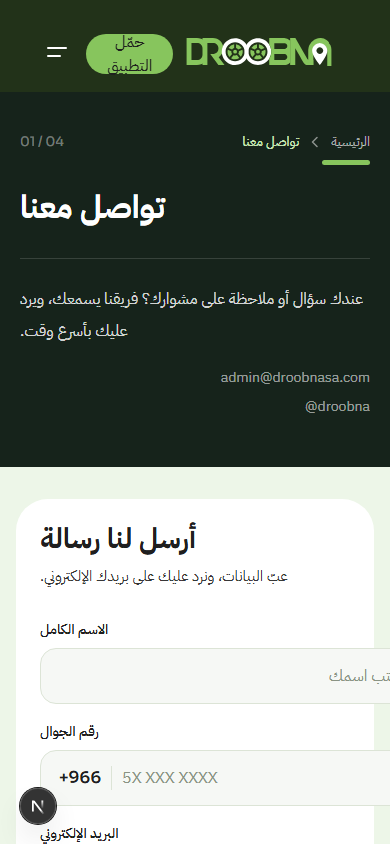 DROOBNA
حمّل
التطبيق
الرئيسية
تواصل معنا
01 / 04
تواصل معنا
عندك سؤال أو ملاحظة على مشوارك؟ فريقنا يسمعك، ويرد
عليك بأسرع وقت.
admin@droobnasa.com
@droobna
أرسل لنا رسالة
عبّ البيانات، ونرد عليك على بريدك الإلكتروني.
الاسم الكامل
تب اسمك
رقم الجوال
+966 5X XXX XXXX
البريد الإلكتروني
N